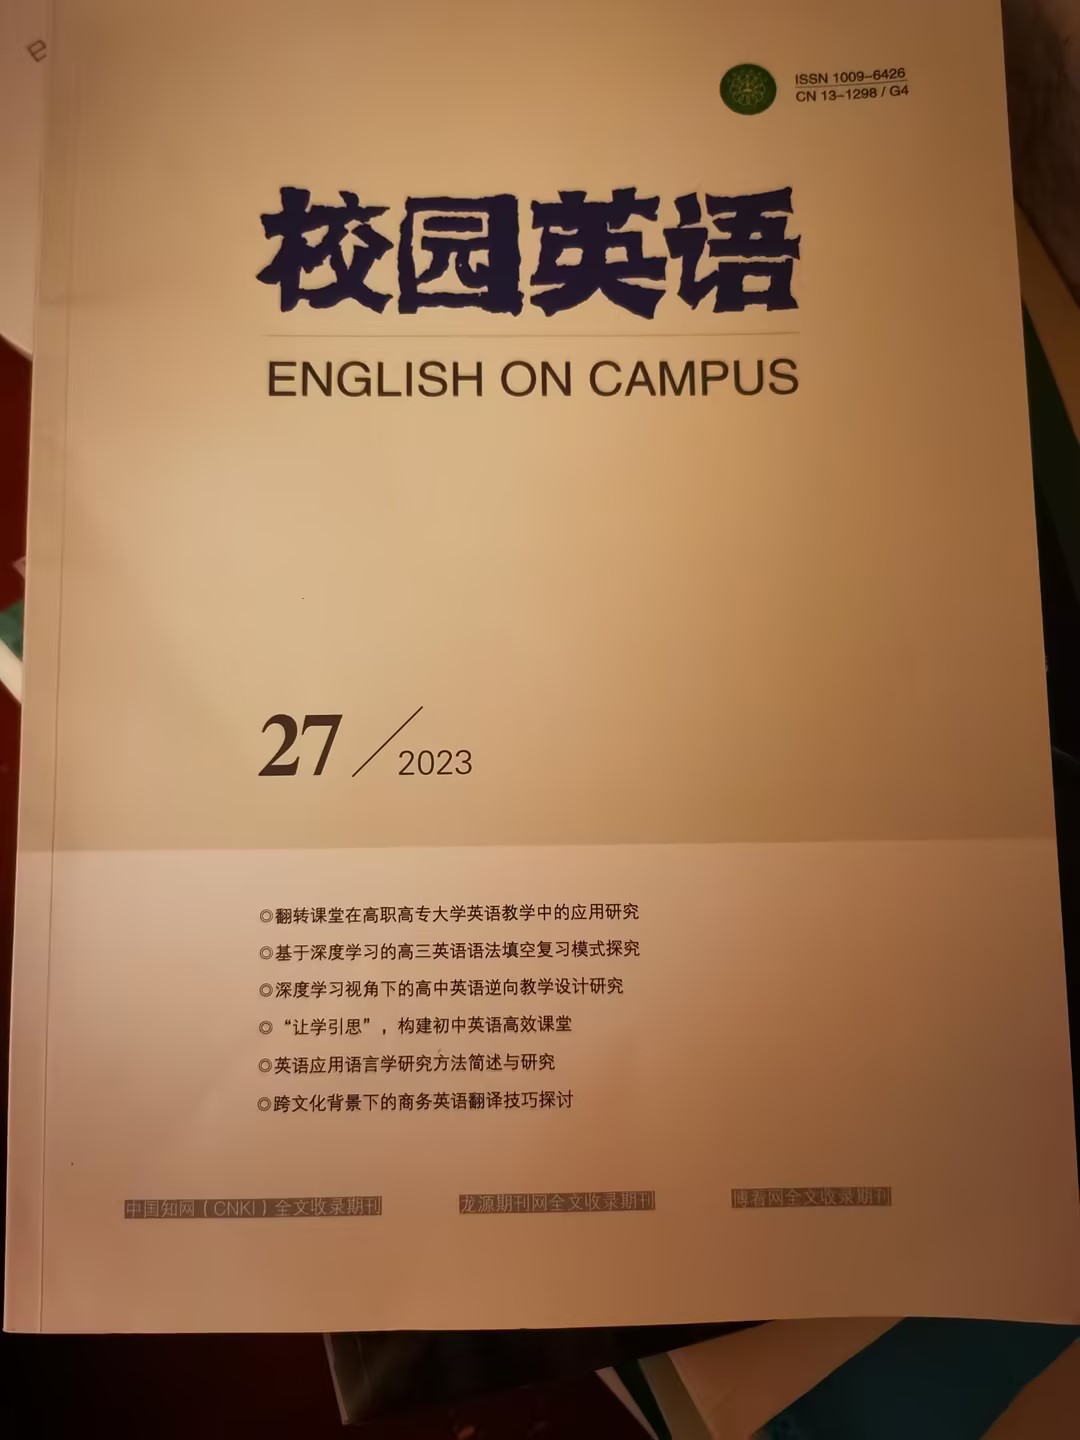 e
ISSN 1009-6426
CN 13-1298 / G4
校园英语
ENGLISH ON CAMPUS
27 / 2023
◎翻转课堂在高职高专大学英语教学中的应用研究
◎基于深度学习的高三英语语法填空复习模式探究
◎深度学习视角下的高中英语逆向教学设计研究
◎“让学引思”，构建初中英语高效课堂
◎英语应用语言学研究方法简述与研究
◎跨文化背景下的商务英语翻译技巧探讨
中国知网（CNKI）全文收录期刊 龙源期刊网全文收录期刊 博看网全文收录期刊